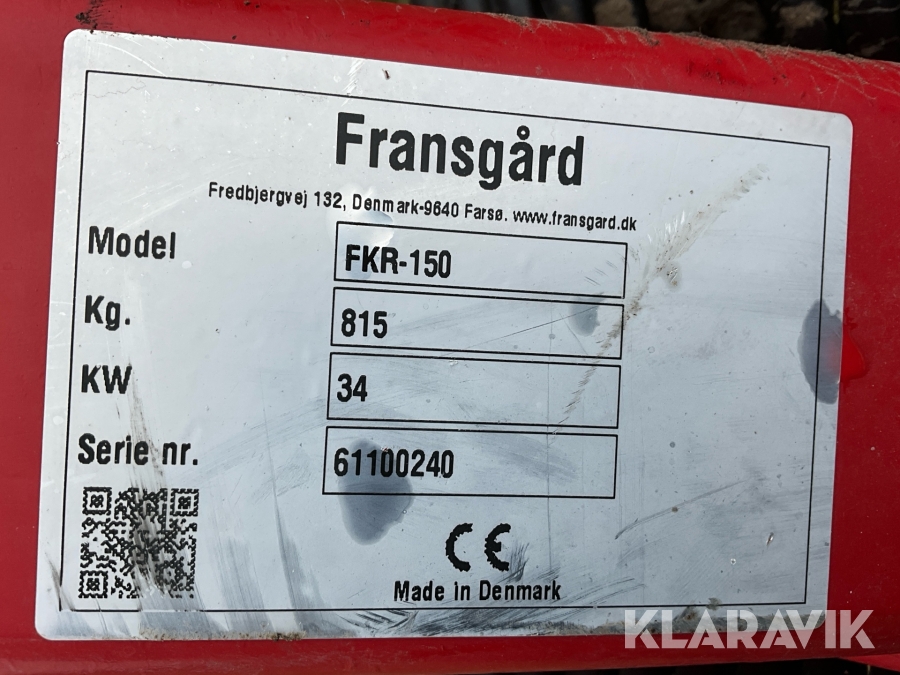 Fransgård
Fredbjergvej 132, Denmark-9640 Farsø. www.fransgard.dk
Model FKR-150
Kg. 815
KW 34
Serie nr. 61100240
CE
Made in Denmark
KLARAVIK